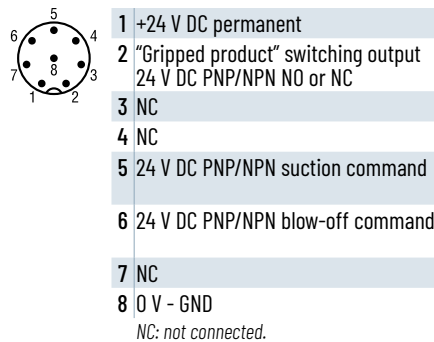 5
6
4
8
7
3
1
2
1 +24 V DC permanent
2 “Gripped product” switching output
24 V DC PNP/NPN NO or NC
3 NC
4 NC
5 24 V DC PNP/NPN suction command
6 24 V DC PNP/NPN blow-off command
7 NC
8 0 V - GND
NC: not connected.